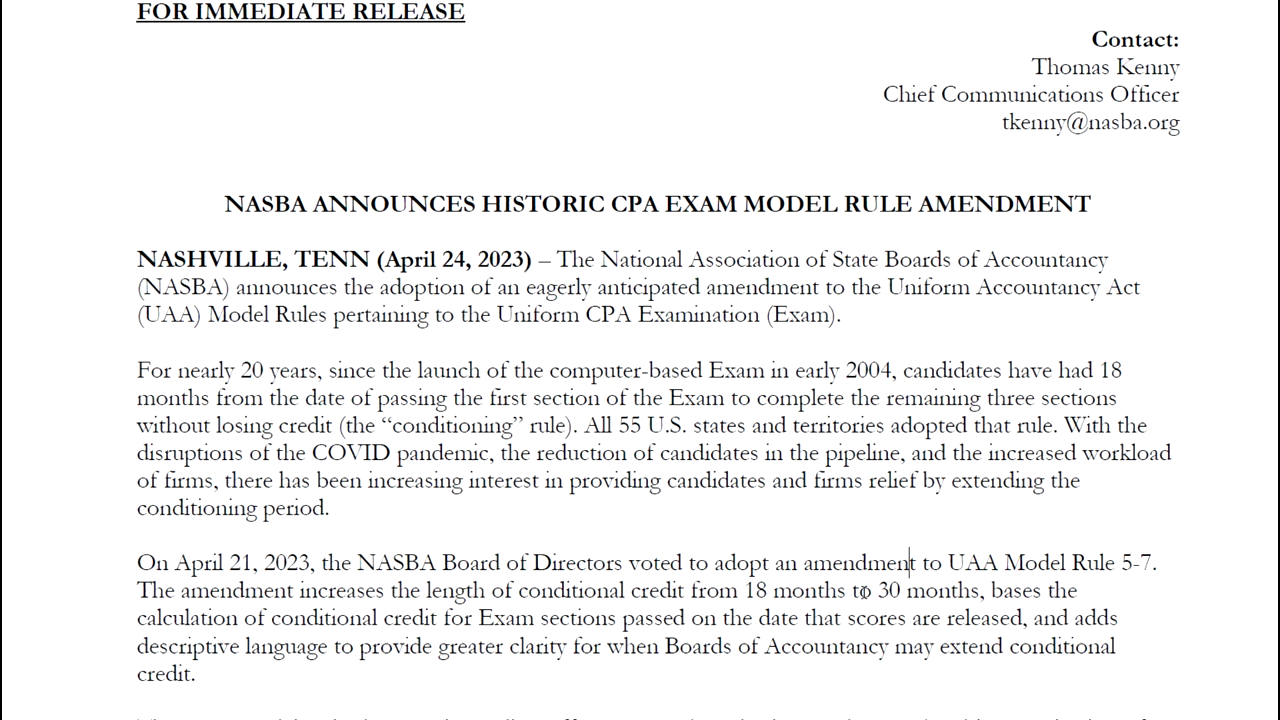 FOR IMMEDIATE RELEASE
Contact:
Thomas Kenny
Chief Communications Officer
tkenny@nasba.org
NASBA ANNOUNCES HISTORIC CPA EXAM MODEL RULE AMENDMENT
NASHVILLE, TENN (April 24, 2023) – The National Association of State Boards of Accountancy
(NASBA) announces the adoption of an eagerly anticipated amendment to the Uniform Accountancy Act
(UAA) Model Rules pertaining to the Uniform CPA Examination (Exam).
For nearly 20 years, since the launch of the computer-based Exam in early 2004, candidates have had 18
months from the date of passing the first section of the Exam to complete the remaining three sections
without losing credit (the “conditioning” rule). All 55 U.S. states and territories adopted that rule. With the
disruptions of the COVID pandemic, the reduction of candidates in the pipeline, and the increased workload
of firms, there has been increasing interest in providing candidates and firms relief by extending the
conditioning period.
On April 21, 2023, the NASBA Board of Directors voted to adopt an amendment to UAA Model Rule 5-7.
The amendment increases the length of conditional credit from 18 months to 30 months, bases the
calculation of conditional credit for Exam sections passed on the date that scores are released, and adds
descriptive language to provide greater clarity for when Boards of Accountancy may extend conditional
credit.